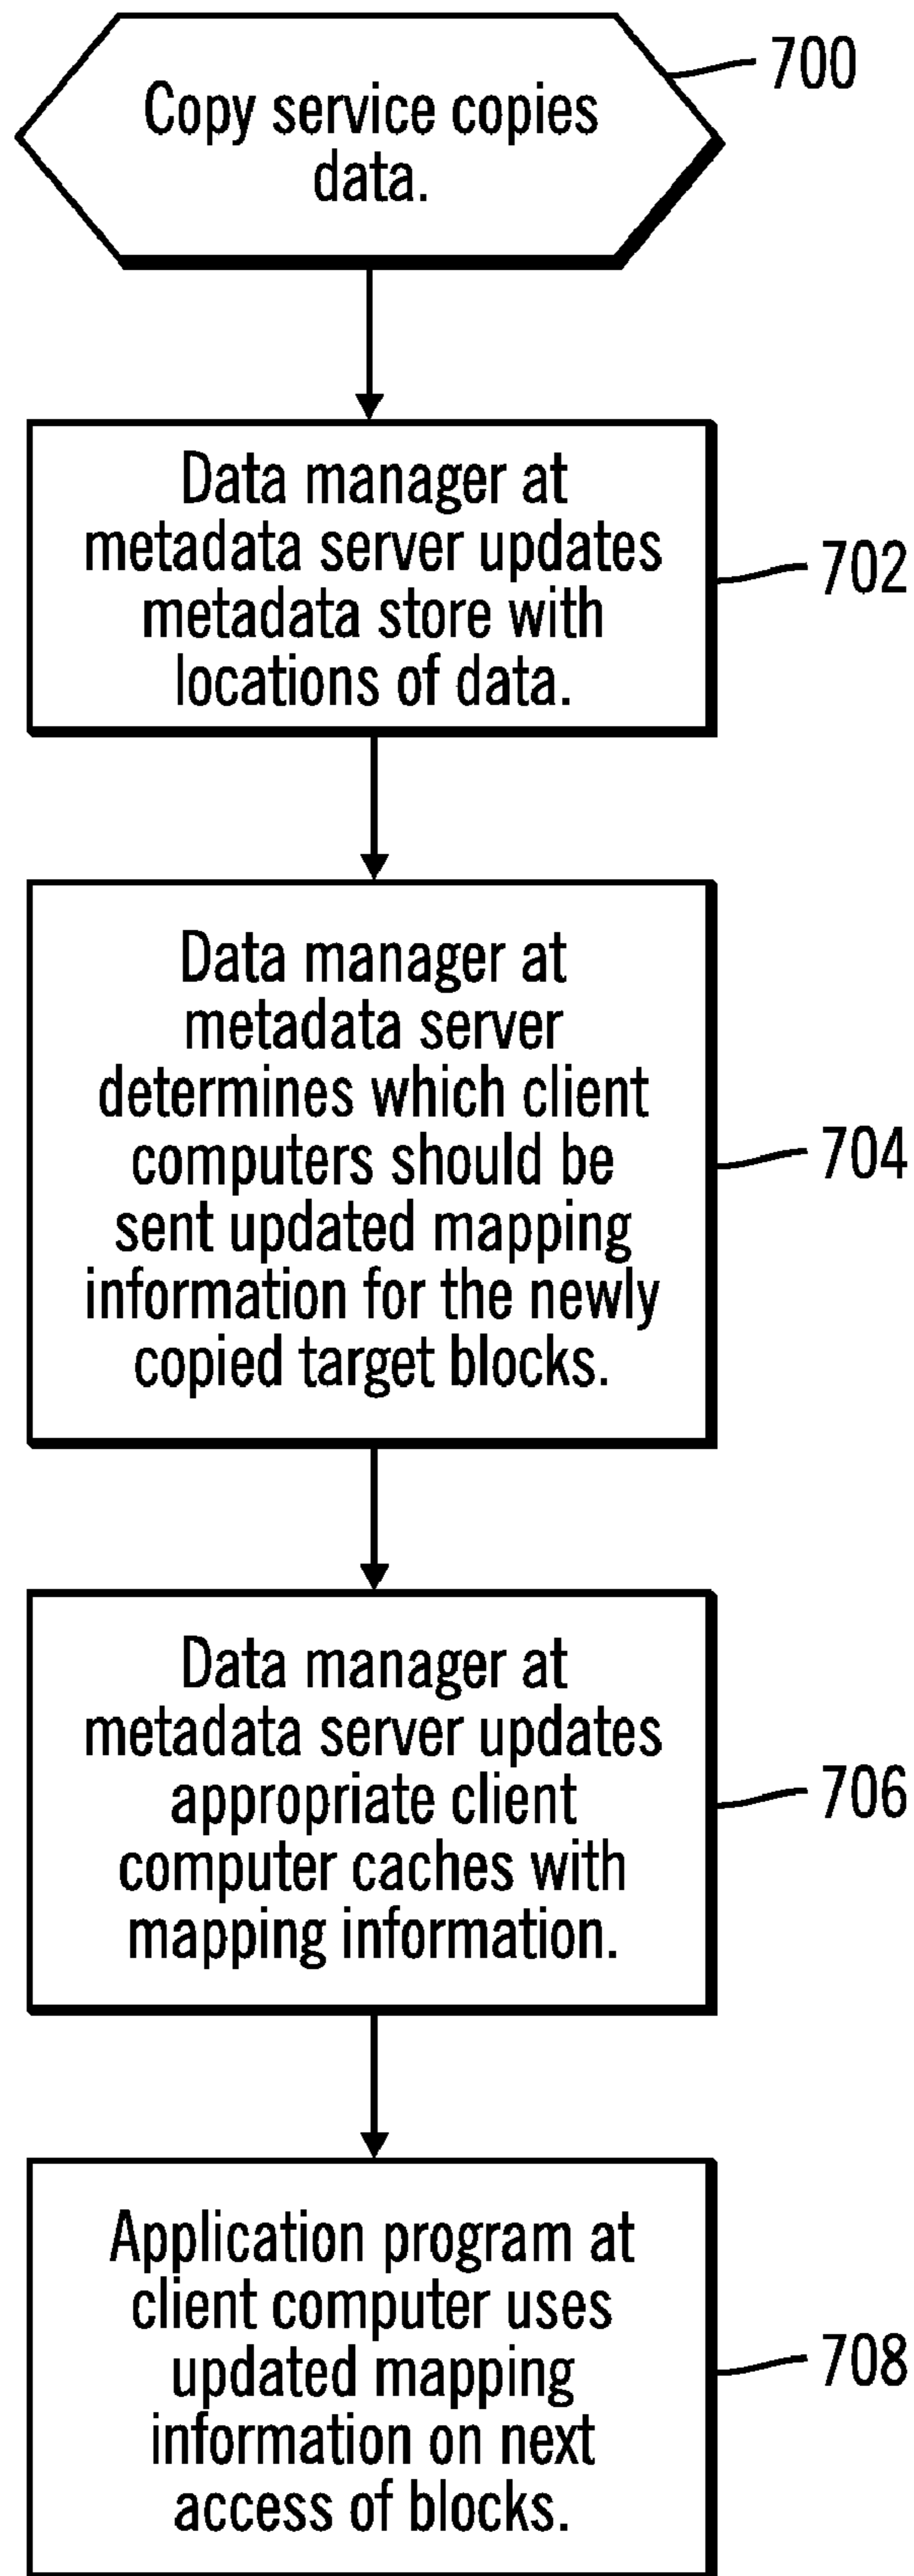 Copy service copies
data.
700
Data manager at
metadata server updates
metadata store with
locations of data.
702
Data manager at
metadata server
determines which client
computers should be
sent updated mapping
information for the newly
copied target blocks.
704
Data manager at
metadata server updates
appropriate client
computer caches with
mapping information.
706
Application program at
client computer uses
updated mapping
information on next
access of blocks.
708